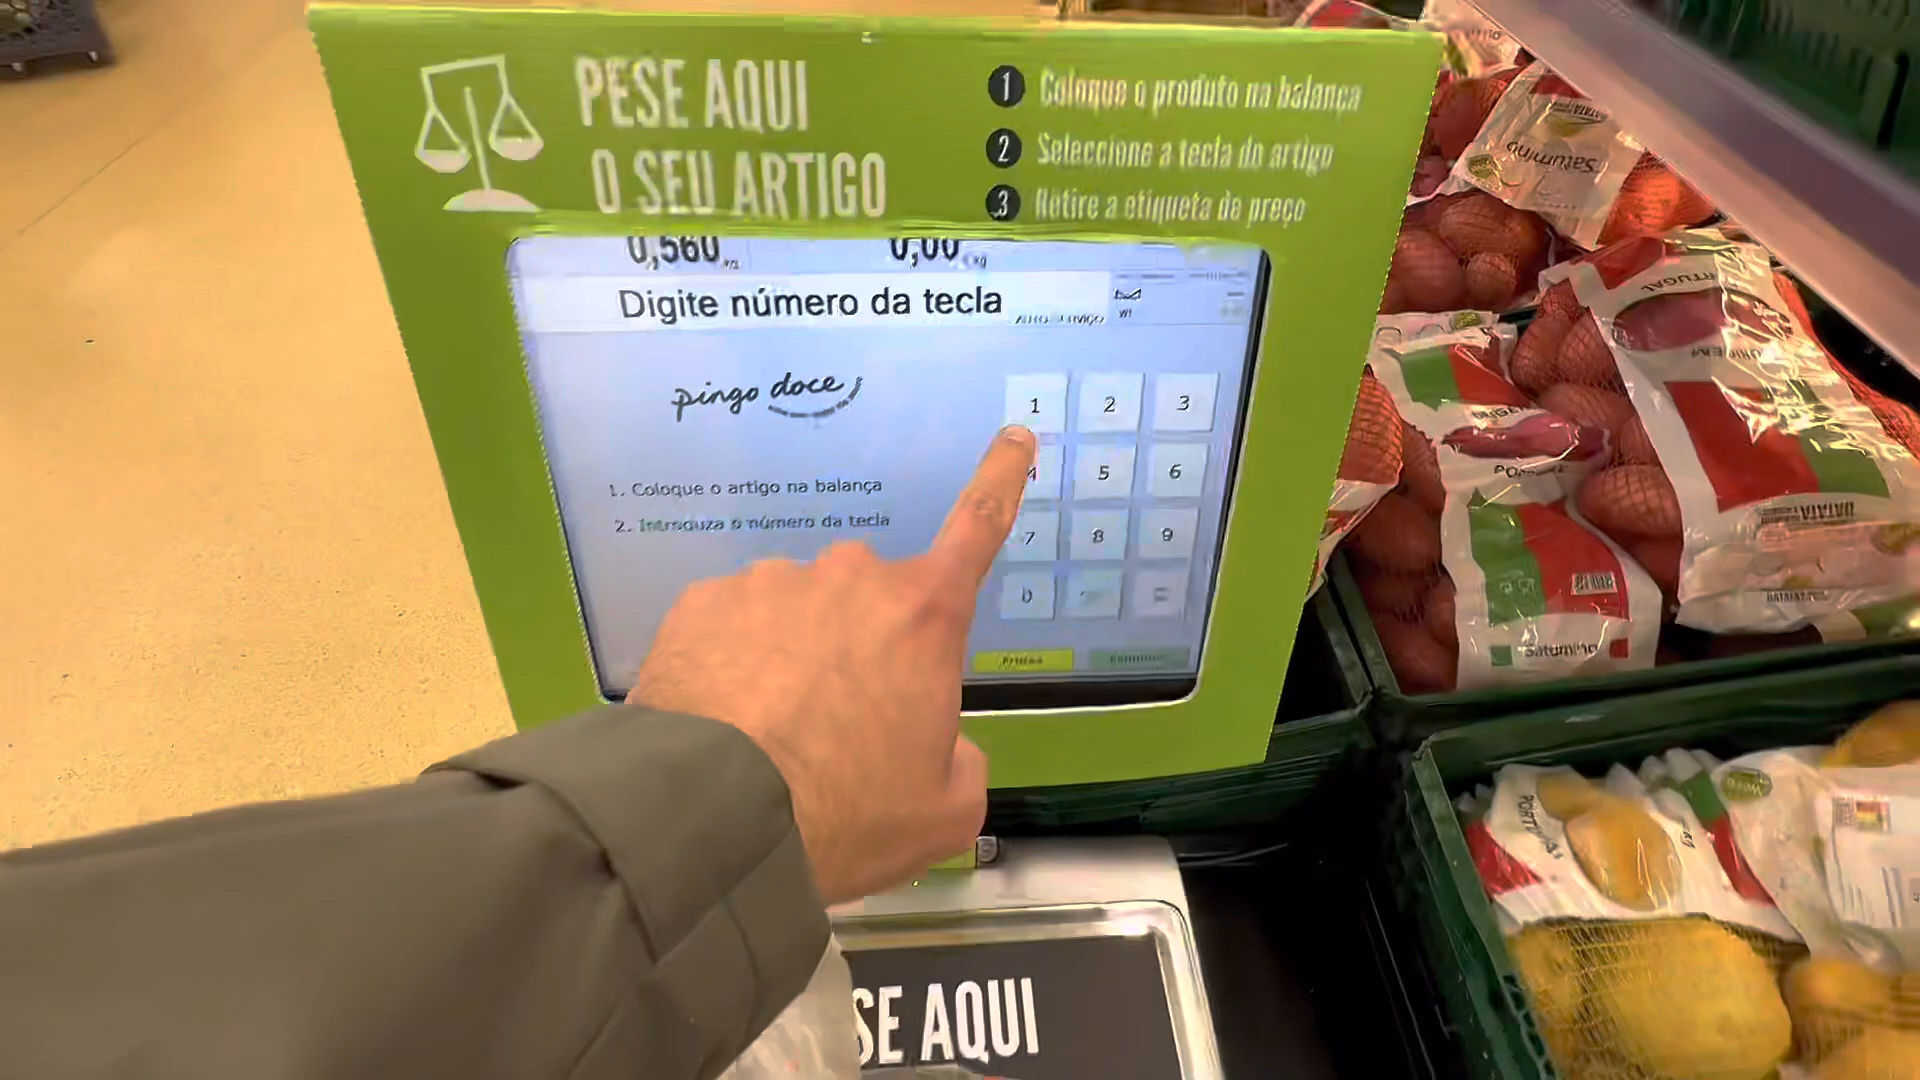 PESE AQUI
O SEU ARTIGO
1 Coloque o produto na balança
2 Seleccione a tecla do artigo
3 Retire a etiqueta de preço
0,560
0,00
Digite número da tecla
pingo doce
1. Coloque o artigo na balança
2. Introduza o número da tecla
1 2 3
4 5 6
7 8 9
SE AQUI
Saturnino
PORTUGAL
Saturnino
BATATA